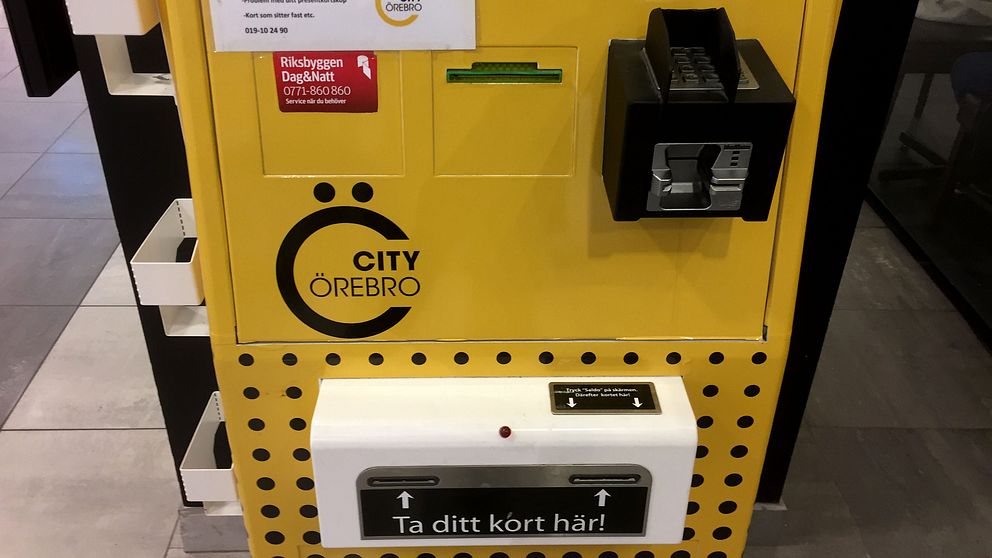 -Problem med ditt presentkortsköp
-Kort som sitter fast etc.
019-10 24 90
CITY
ÖREBRO
Riksbyggen
Dag&Natt
0771-860 860
Service när du behöver
CITY
ÖREBRO
Tryck "Saldo" på skärmen.
Därefter kortet här!
Ta ditt kort här!